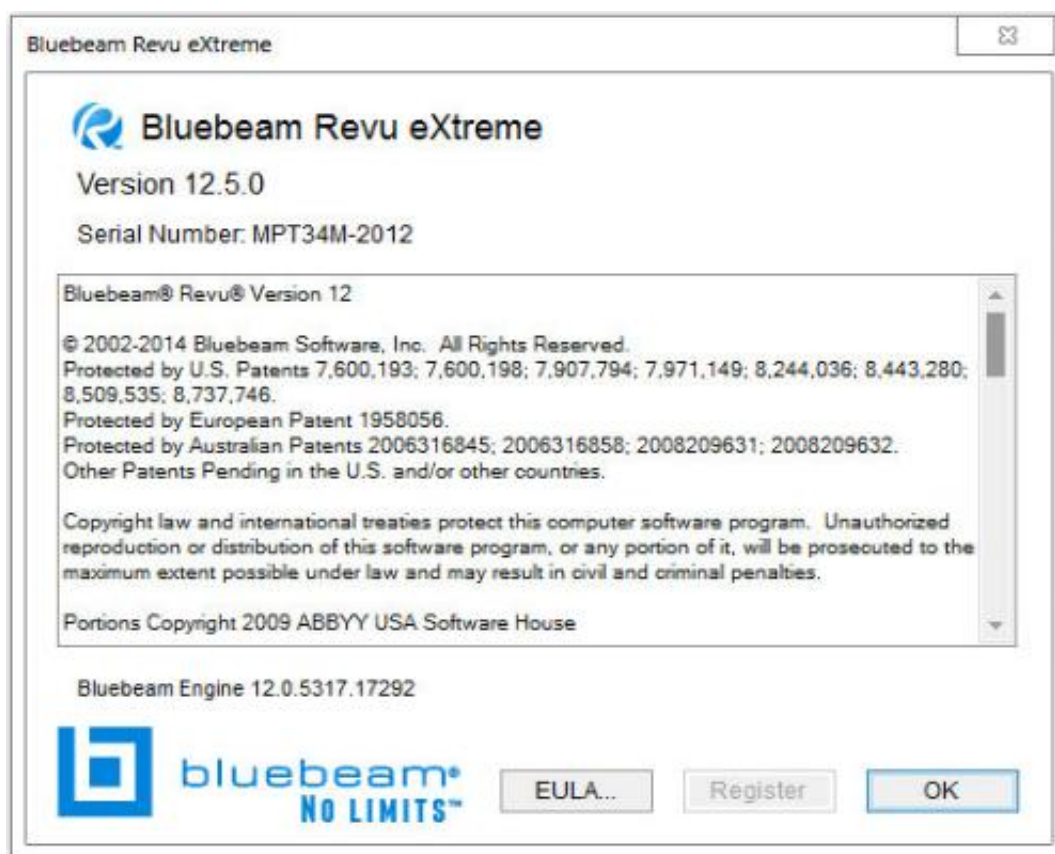 Bluebeam Revu eXtreme
Bluebeam Revu eXtreme
Version 12.5.0
Serial Number: MPT34M-2012
Bluebeam® Revu® Version 12
© 2002-2014 Bluebeam Software, Inc.  All Rights Reserved.
Protected by U.S. Patents 7,600,193; 7,600,198; 7,907,794; 7,971,149; 8,244,036; 8,443,280;
8,509,535; 8,737,746.
Protected by European Patent 1958056.
Protected by Australian Patents 2006316845; 2006316858; 2008209631; 2008209632.
Other Patents Pending in the U.S. and/or other countries.
Copyright law and international treaties protect this computer software program.  Unauthorized
reproduction or distribution of this software program, or any portion of it, will be prosecuted to the
maximum extent possible under law and may result in civil and criminal penalties.
Portions Copyright 2009 ABBYY USA Software House
Bluebeam Engine 12.0.5317.17292
bluebeam®
NO LIMITS™
EULA...
Register
OK